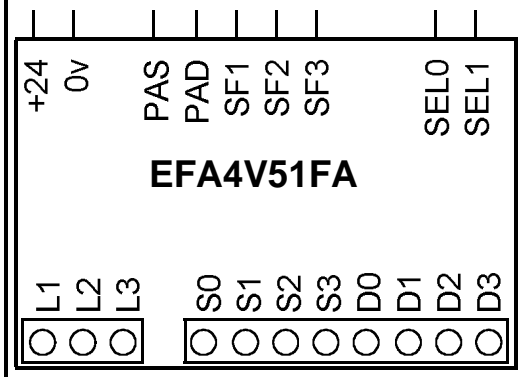 +24 0v PAS PAD SF1 SF2 SF3 SEL0 SEL1
EFA4V51FA
L1 L2 L3 S0 S1 S2 S3 D0 D1 D2 D3